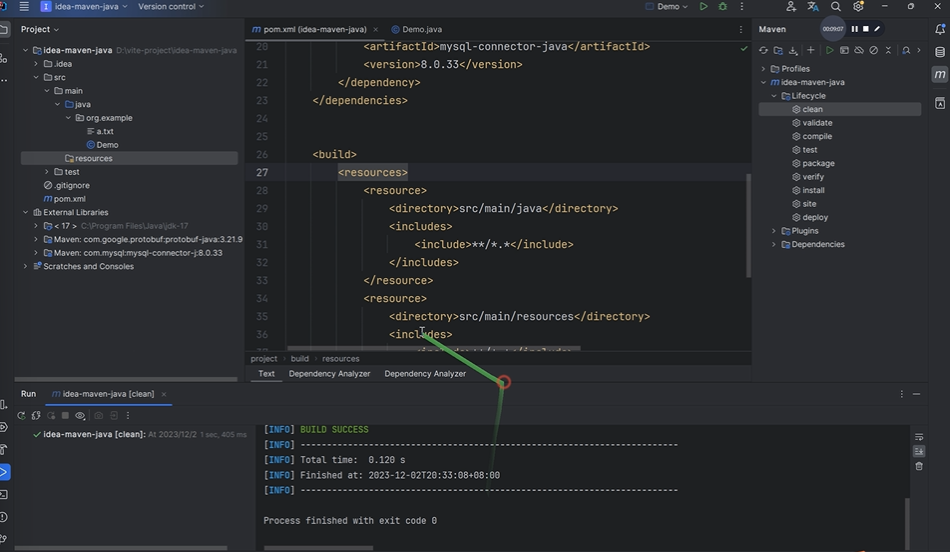 idea-maven-java
Version control
Demo
Project
pom.xml (idea-maven-java)
Demo.java
Maven
00:09:07
idea-maven-java D:\vite-project\idea-maven-java
.idea
src
main
java
org.example
a.txt
Demo
resources
test
.gitignore
pom.xml
External Libraries
< 17 > C:\Program Files\Java\jdk-17
Maven: com.google.protobuf:protobuf-java:3.21.9
Maven: com.mysql:mysql-connector-j:8.0.33
Scratches and Consoles
20 <artifactId>mysql-connector-java</artifactId>
21 <version>8.0.33</version>
22 </dependency>
23 </dependencies>
24
25
26 <build>
27 <resources>
28 <resource>
29 <directory>src/main/java</directory>
30 <includes>
31 <include>**/*.*</include>
32 </includes>
33 </resource>
34 <resource>
35 <directory>src/main/resources</directory>
36 <includes>
project
build
resources
Text
Dependency Analyzer
Dependency Analyzer
Profiles
idea-maven-java
Lifecycle
clean
validate
compile
test
package
verify
install
site
deploy
Plugins
Dependencies
Run
idea-maven-java [clean]
idea-maven-java [clean]: At 2023/12/2 1 sec, 405 ms
[INFO] BUILD SUCCESS
[INFO] ------------------------------------------------------------------------
[INFO] Total time:  0.120 s
[INFO] Finished at: 2023-12-02T20:33:08+08:00
[INFO] ------------------------------------------------------------------------
Process finished with exit code 0